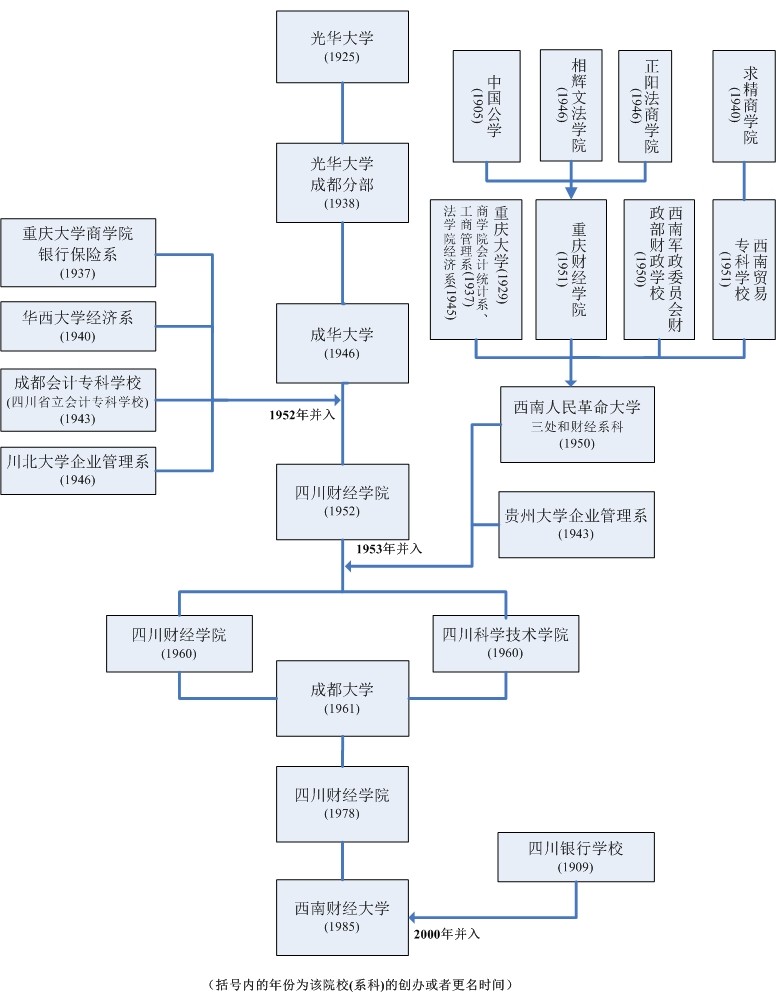 光华大学
(1925)
中国公学
(1905)
相辉文法学院
(1946)
正阳法商学院
(1946)
求精商学院
(1940)
光华大学
成都分部
(1938)
重庆大学(1929)
商学院会计统计系、
工商管理系(1937)
法学院经济系(1945)
重庆财经学院
(1951)
西南军政委员会财
政部财政学校
(1950)
西南贸易
专科学校
(1951)
重庆大学商学院
银行保险系
(1937)
华西大学经济系
(1940)
成都会计专科学校
(四川省立会计专科学校)
(1943)
川北大学企业管理系
(1946)
成华大学
(1946)
1952年并入
西南人民革命大学
三处和财经系科
(1950)
四川财经学院
(1952)
贵州大学企业管理系
(1943)
1953年并入
四川财经学院
(1960)
四川科学技术学院
(1960)
成都大学
(1961)
四川财经学院
(1978)
四川银行学校
(1909)
西南财经大学
(1985)
2000年并入
（括号内的年份为该院校(系科)的创办或者更名时间）